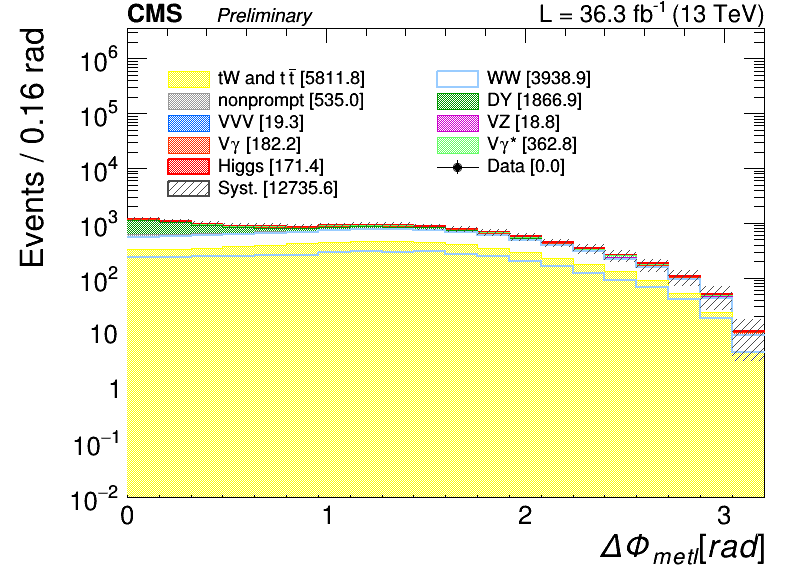 CMS Preliminary L = 36.3 fb⁻¹ (13 TeV)
Events / 0.16 rad
10⁶
10⁵
10⁴
10³
10²
10
1
10⁻¹
10⁻²
tW and tt̅ [5811.8]
nonprompt [535.0]
VVV [19.3]
Vγ [182.2]
Higgs [171.4]
Syst. [12735.6]
WW [3938.9]
DY [1866.9]
VZ [18.8]
Vγ* [362.8]
Data [0.0]
0 1 2 3
ΔΦmetl[rad]